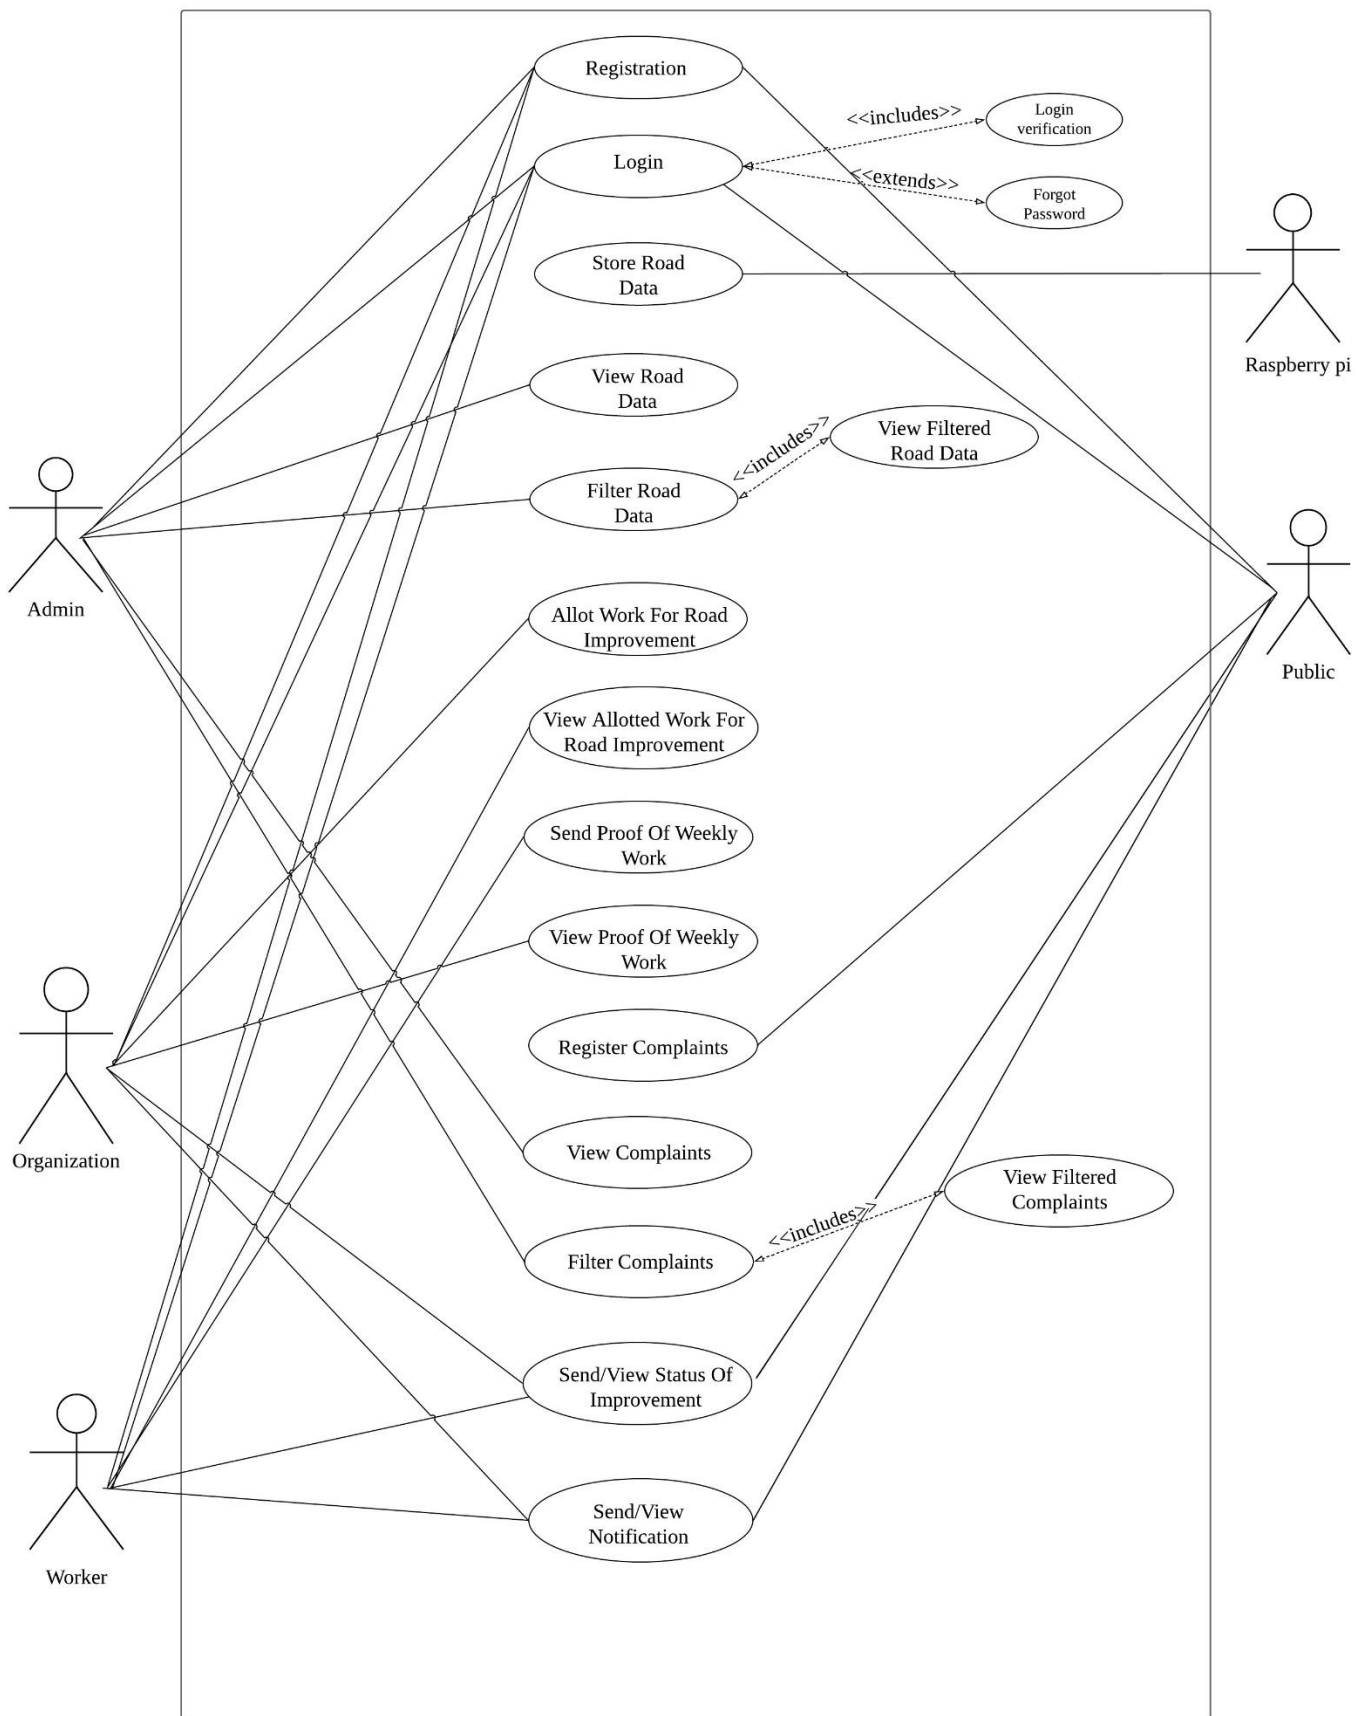 Registration
<<includes>>
Login
verification
Login
<<extends>>
Forgot
Password
Store Road
Data
Raspberry pi
View Road
Data
<<includes>>
View Filtered
Road Data
Filter Road
Data
Admin
Allot Work For Road
Improvement
Public
View Allotted Work For
Road Improvement
Send Proof Of Weekly
Work
View Proof Of Weekly
Work
Register Complaints
Organization
View Complaints
View Filtered
Complaints
<<includes>>
Filter Complaints
Send/View Status Of
Improvement
Send/View
Notification
Worker